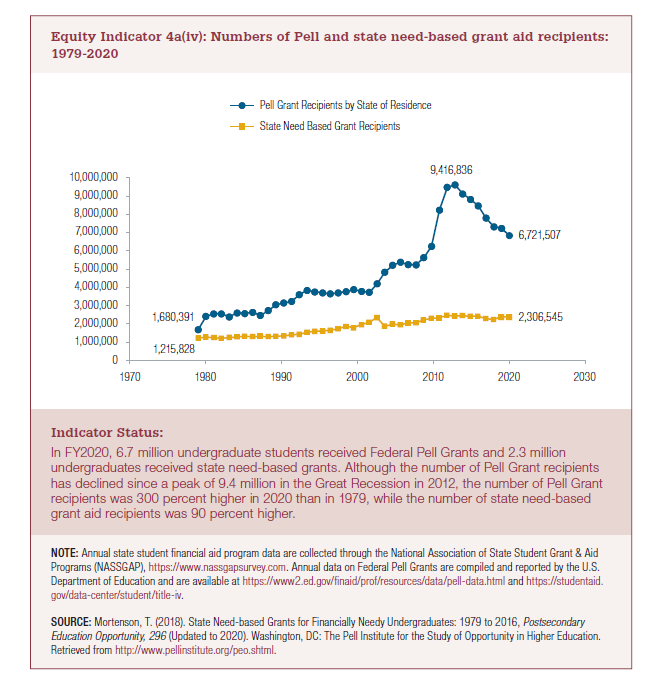 Equity Indicator 4a(iv): Numbers of Pell and state need-based grant aid recipients:
1979-2020
Pell Grant Recipients by State of Residence
State Need Based Grant Recipients
9,416,836
10,000,000
9,000,000
8,000,000
7,000,000
6,721,507
6,000,000
5,000,000
4,000,000
3,000,000
1,680,391
2,306,545
2,000,000
1,000,000
1,215,828
0
1970 1980 1990 2000 2010 2020 2030
Indicator Status:
In FY2020, 6.7 million undergraduate students received Federal Pell Grants and 2.3 million
undergraduates received state need-based grants. Although the number of Pell Grant recipients
has declined since a peak of 9.4 million in the Great Recession in 2012, the number of Pell Grant
recipients was 300 percent higher in 2020 than in 1979, while the number of state need-based
grant aid recipients was 90 percent higher.
NOTE: Annual state student financial aid program data are collected through the National Association of State Student Grant & Aid
Programs (NASSGAP), https://www.nassgapsurvey.com. Annual data on Federal Pell Grants are compiled and reported by the U.S.
Department of Education and are available at https://www2.ed.gov/finaid/prof/resources/data/pell-data.html and https://studentaid.
gov/data-center/student/title-iv.
SOURCE: Mortenson, T. (2018). State Need-based Grants for Financially Needy Undergraduates: 1979 to 2016, Postsecondary
Education Opportunity, 296 (Updated to 2020). Washington, DC: The Pell Institute for the Study of Opportunity in Higher Education.
Retrieved from http://www.pellinstitute.org/peo.shtml.